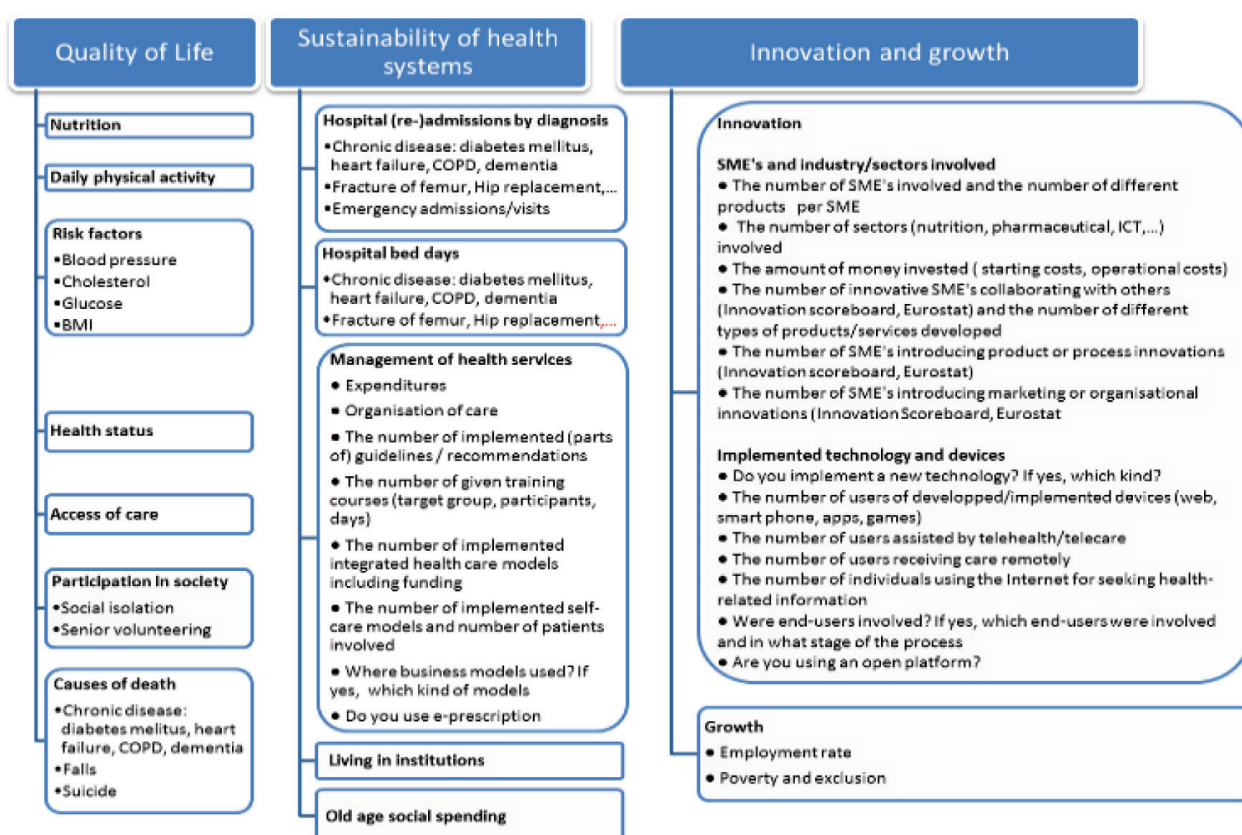 Quality of Life
Nutrition
Daily physical activity
Risk factors
•Blood pressure
•Cholesterol
•Glucose
•BMI
Health status
Access of care
Participation in society
•Social isolation
•Senior volunteering
Causes of death
•Chronic disease:
diabetes melitus, heart
failure, COPD, dementia
•Falls
•Suicide
Sustainability of health
systems
Hospital (re-)admissions by diagnosis
•Chronic disease: diabetes mellitus,
heart failure, COPD, dementia
•Fracture of femur, Hip replacement,...
•Emergency admissions/visits
Hospital bed days
•Chronic disease: diabetes mellitus,
heart failure, COPD, dementia
•Fracture of femur, Hip replacement,...
Management of health services
• Expenditures
• Organisation of care
• The number of implemented (parts
of) guidelines / recommendations
• The number of given training
courses (target group, participants,
days)
• The number of implemented
integrated health care models
including funding
• The number of implemented self-
care models and number of patients
involved
• Where business models used? If
yes, which kind of models
• Do you use e-prescription
Living in institutions
Old age social spending
Innovation and growth
Innovation
SME's and industry/sectors involved
• The number of SME's involved and the number of different
products per SME
• The number of sectors (nutrition, pharmaceutical, ICT,...)
involved
• The amount of money invested ( starting costs, operational costs)
• The number of innovative SME's collaborating with others
(Innovation scoreboard, Eurostat) and the number of different
types of products/services developed
• The number of SME's introducing product or process innovations
(Innovation scoreboard, Eurostat)
• The number of SME's introducing marketing or organisational
innovations (Innovation Scoreboard, Eurostat
Implemented technology and devices
• Do you implement a new technology? If yes, which kind?
• The number of users of developped/implemented devices (web,
smart phone, apps, games)
• The number of users assisted by telehealth/telecare
• The number of users receiving care remotely
• The number of individuals using the Internet for seeking health-
related information
• Were end-users involved? If yes, which end-users were involved
and in what stage of the process
• Are you using an open platform?
Growth
• Employment rate
• Poverty and exclusion